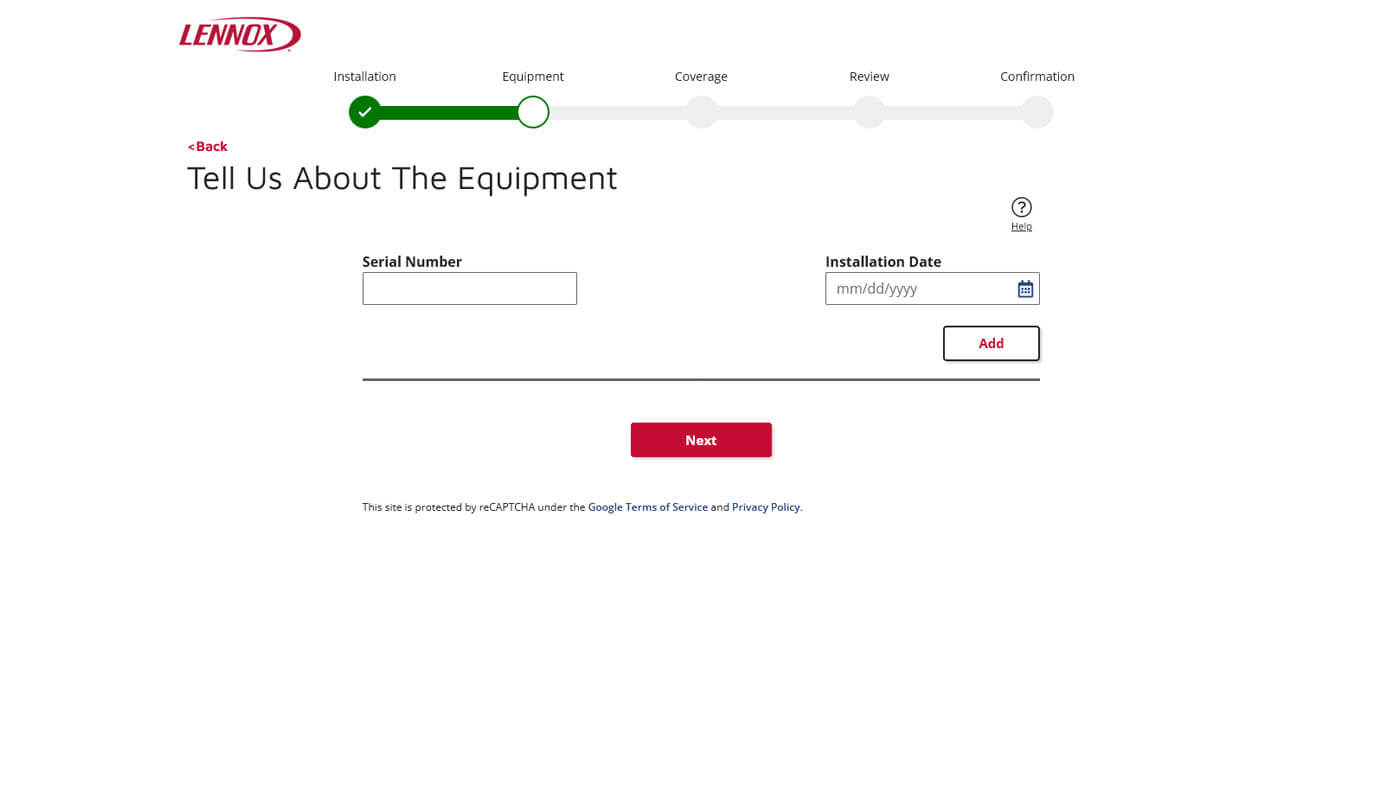 LENNOX
Installation Equipment Coverage Review Confirmation
<Back
Tell Us About The Equipment
?
Help
Serial Number Installation Date
mm/dd/yyyy
Add
Next
This site is protected by reCAPTCHA under the Google Terms of Service and Privacy Policy.